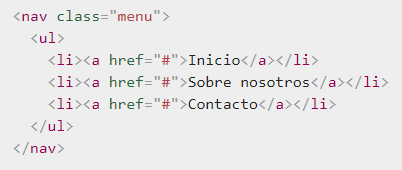 <nav class="menu">
  <ul>
    <li><a href="#">Inicio</a></li>
    <li><a href="#">Sobre nosotros</a></li>
    <li><a href="#">Contacto</a></li>
  </ul>
</nav>